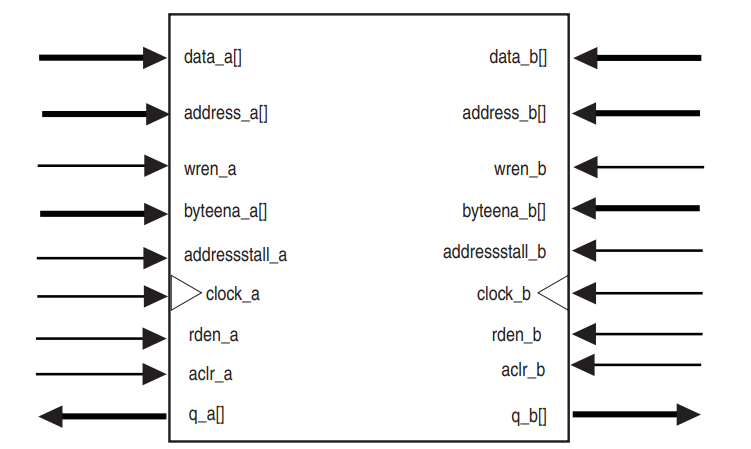 data_a[] data_b[]
address_a[] address_b[]
wren_a wren_b
byteena_a[] byteena_b[]
addressstall_a addressstall_b
clock_a clock_b
rden_a rden_b
aclr_a aclr_b
q_a[] q_b[]